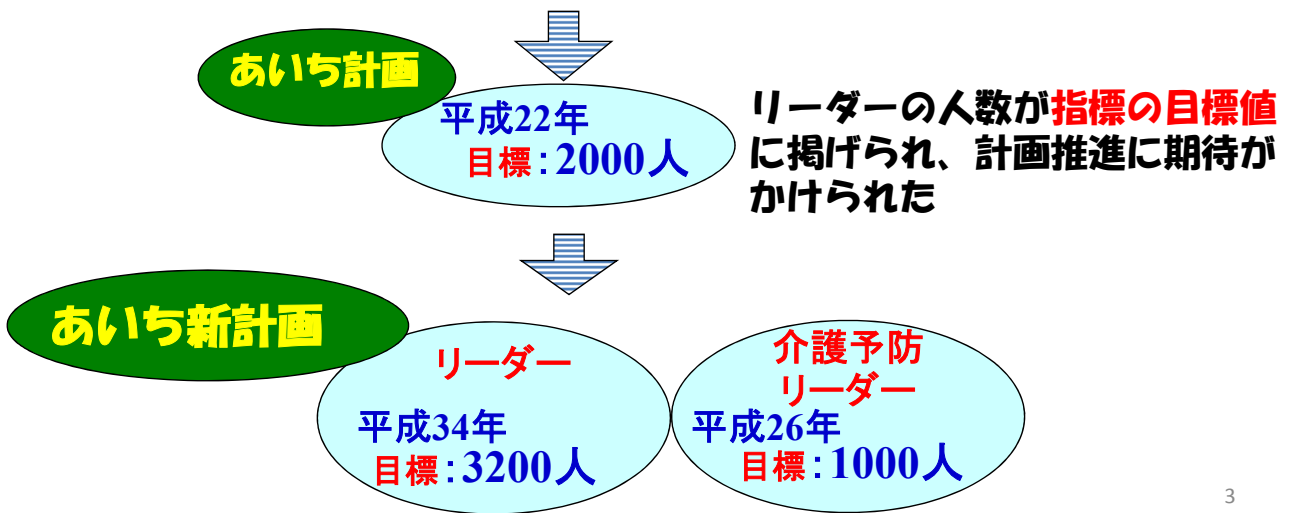 あいち計画
平成22年
目標:2000人
リーダーの人数が指標の目標値
に掲げられ、計画推進に期待が
かけられた
あいち新計画
リーダー
平成34年
目標:3200人
介護予防
リーダー
平成26年
目標:1000人
3